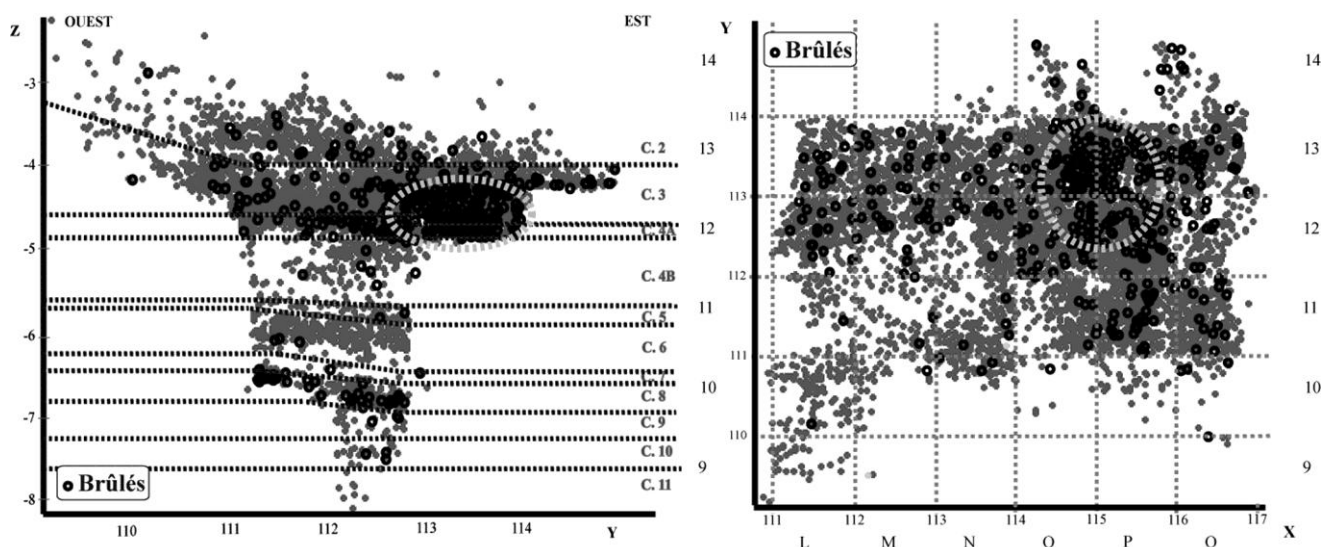 Z OUEST EST
-3
-4
-5
-6
-7
-8
C. 2
C. 3
C. 4A
C. 4B
C. 5
C. 6
C. 7
C. 8
C. 9
C. 10
C. 11
Brûlés
110 111 112 113 114 Y
14
13
12
11
10
9
Y
Brûlés
114
113
112
111
110
14
13
12
11
10
9
111 112 113 114 115 116 117
X
L M N O P Q